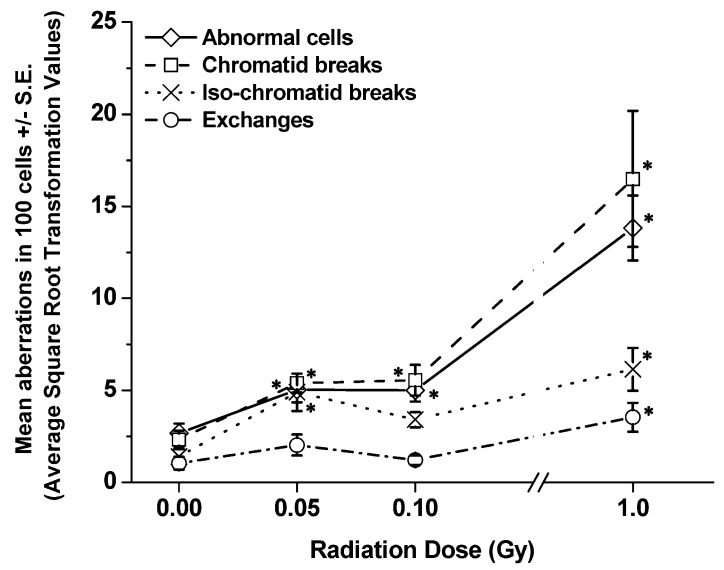 Mean aberrations in 100 cells +/- S.E.
(Average Square Root Transformation Values)
25
20
15
10
5
0
Abnormal cells
Chromatid breaks
Iso-chromatid breaks
Exchanges
*
*
*
*
*
*
*
*
*
0.00 0.05 0.10 // 1.0
Radiation Dose (Gy)